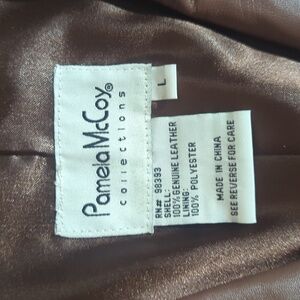 Pamela McCoy®
collections
L
RN# 98393
SHELL:
100% GENUINE LEATHER
LINING:
100% POLYESTER
MADE IN CHINA
SEE REVERSE FOR CARE